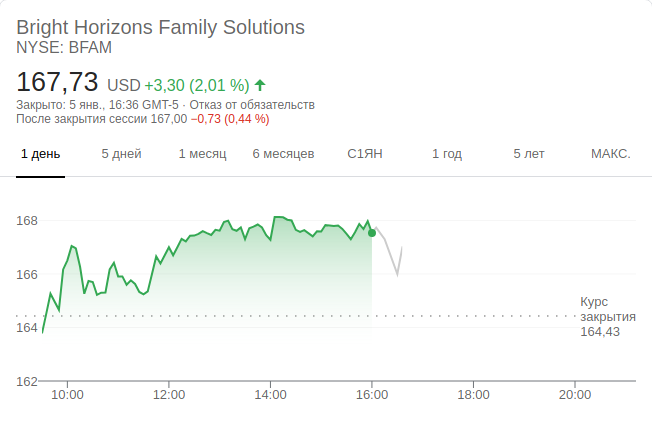 Bright Horizons Family Solutions
NYSE: BFAM
167,73 USD +3,30 (2,01 %)
Закрыто: 5 янв., 16:36 GMT-5 · Отказ от обязательств
После закрытия сессии 167,00 −0,73 (0,44 %)
1 день 5 дней 1 месяц 6 месяцев С1ЯН 1 год 5 лет МАКС.
168
166
Курс
закрытия
164,43
164
162
10:00 12:00 14:00 16:00 18:00 20:00